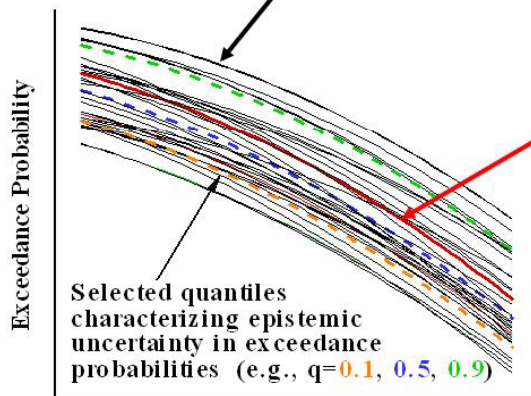 Exceedance Probability
Selected quantiles
characterizing epistemic
uncertainty in exceedance
probabilities (e.g., q=0.1, 0.5, 0.9)